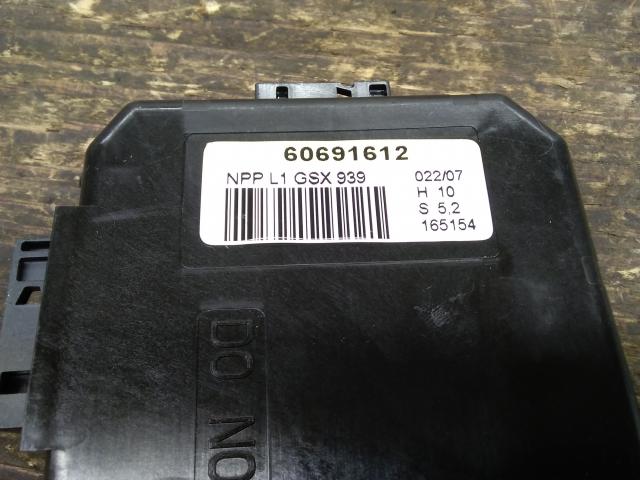 60691612
NPP L1 GSX 939
022/07
H 10
S 5,2
165154
DO NO